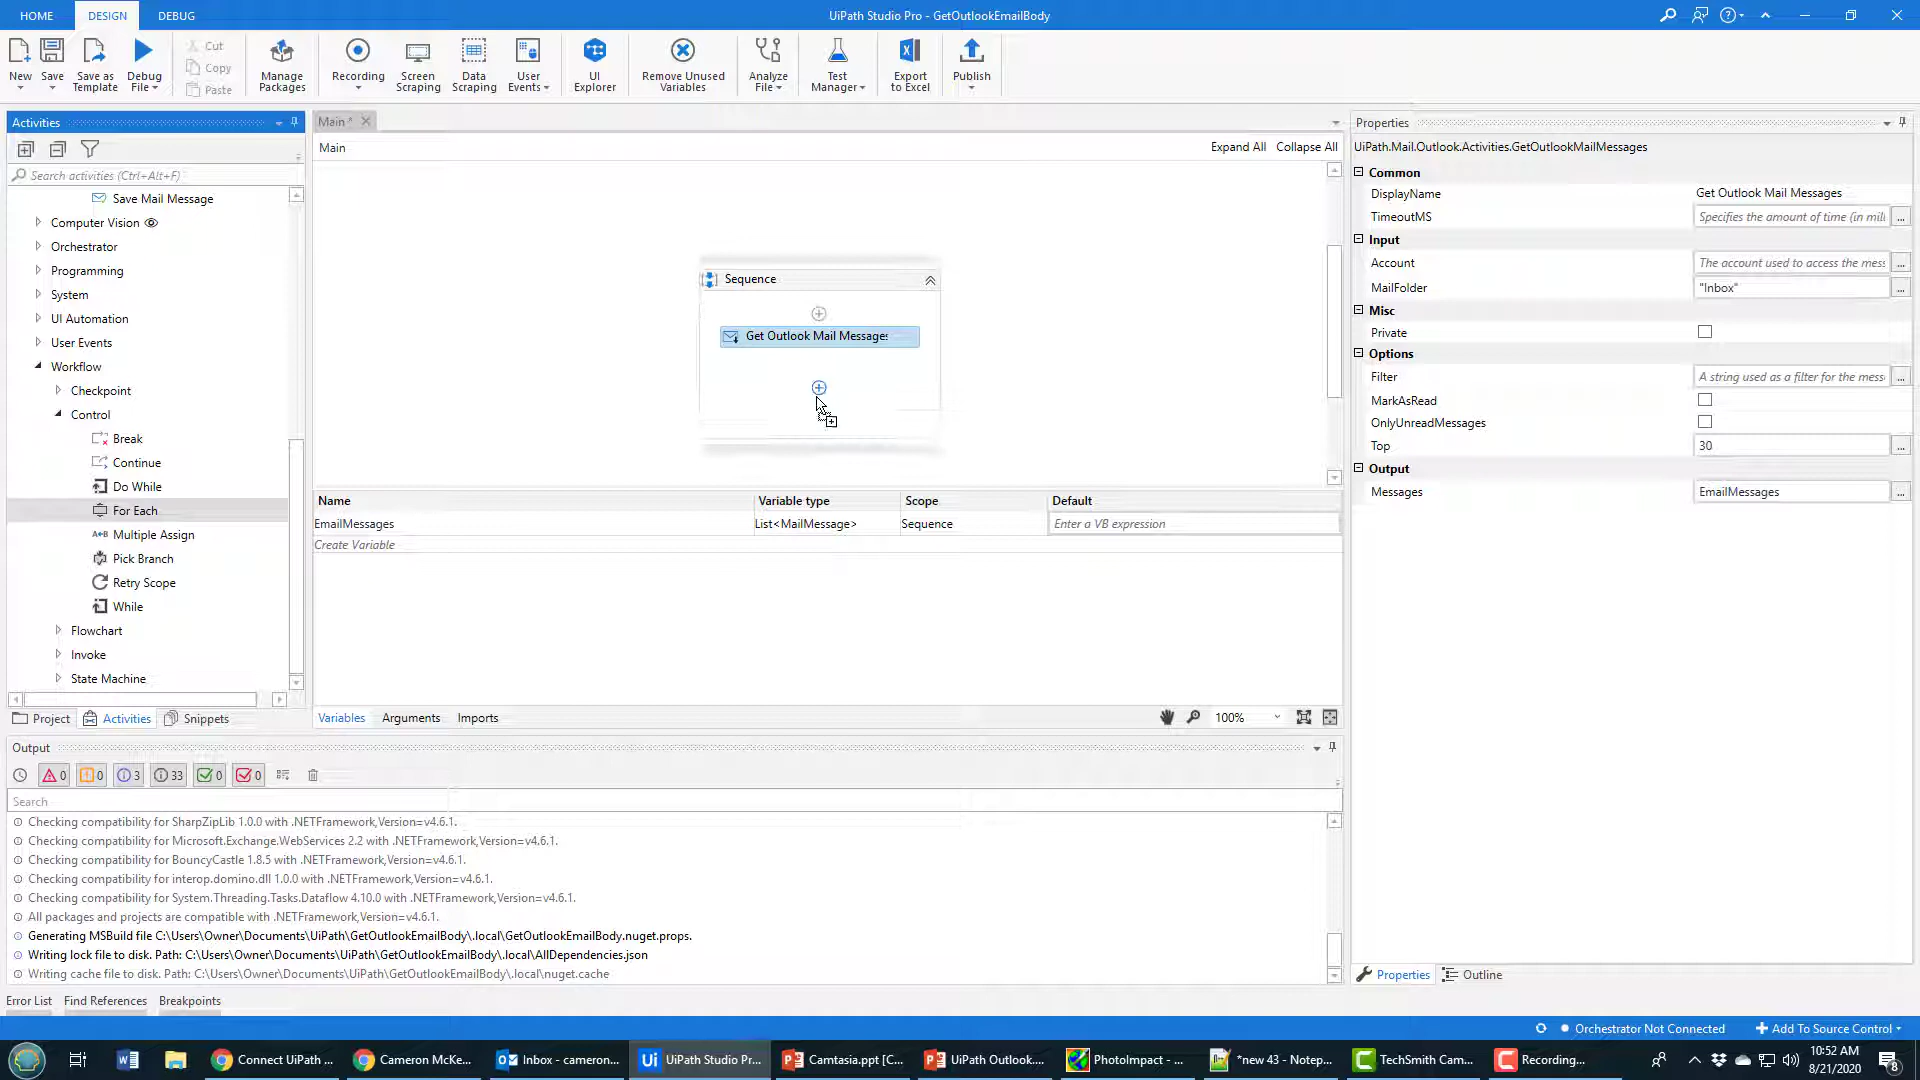 HOME DESIGN DEBUG
UiPath Studio Pro - GetOutlookEmailBody
New
Save
Save as Template
Debug File
Cut
Copy
Paste
Manage Packages
Recording
Screen Scraping
Data Scraping
User Events
UI Explorer
Remove Unused Variables
Analyze File
Test Manager
Export to Excel
Publish
Activities
Search activities (Ctrl+Alt+F)
Save Mail Message
Computer Vision
Orchestrator
Programming
System
UI Automation
User Events
Workflow
Checkpoint
Control
Break
Continue
Do While
For Each
A+B Multiple Assign
Pick Branch
Retry Scope
While
Flowchart
Invoke
State Machine
Project Activities Snippets
Main *
Main
Expand All Collapse All
Sequence
Get Outlook Mail Messages
Name Variable type Scope Default
EmailMessages List<MailMessage> Sequence Enter a VB expression
Create Variable
Variables Arguments Imports
100%
Properties
UiPath.Mail.Outlook.Activities.GetOutlookMailMessages
Common
DisplayName Get Outlook Mail Messages
TimeoutMS Specifies the amount of time (in mill ...
Input
Account The account used to access the mess ...
MailFolder "Inbox" ...
Misc
Private
Options
Filter A string used as a filter for the mess ...
MarkAsRead
OnlyUnreadMessages
Top 30 ...
Output
Messages EmailMessages ...
Properties Outline
Output
0 0 3 33 0 0
Search
Checking compatibility for SharpZipLib 1.0.0 with .NETFramework,Version=v4.6.1.
Checking compatibility for Microsoft.Exchange.WebServices 2.2 with .NETFramework,Version=v4.6.1.
Checking compatibility for BouncyCastle 1.8.5 with .NETFramework,Version=v4.6.1.
Checking compatibility for interop.domino.dll 1.0.0 with .NETFramework,Version=v4.6.1.
Checking compatibility for System.Threading.Tasks.Dataflow 4.10.0 with .NETFramework,Version=v4.6.1.
All packages and projects are compatible with .NETFramework,Version=v4.6.1.
Generating MSBuild file C:\Users\Owner\Documents\UiPath\GetOutlookEmailBody\.local\GetOutlookEmailBody.nuget.props.
Writing lock file to disk. Path: C:\Users\Owner\Documents\UiPath\GetOutlookEmailBody\.local\AllDependencies.json
Writing cache file to disk. Path: C:\Users\Owner\Documents\UiPath\GetOutlookEmailBody\.local\nuget.cache
Error List Find References Breakpoints
Orchestrator Not Connected Add To Source Control
Connect UiPath ...
Cameron McKe...
Inbox - cameron...
Ui UiPath Studio Pr...
Camtasia.ppt [C...
UiPath Outlook....
PhotoImpact - ...
*new 43 - Notep...
TechSmith Cam...
Recording...
10:52 AM
8/21/2020
8